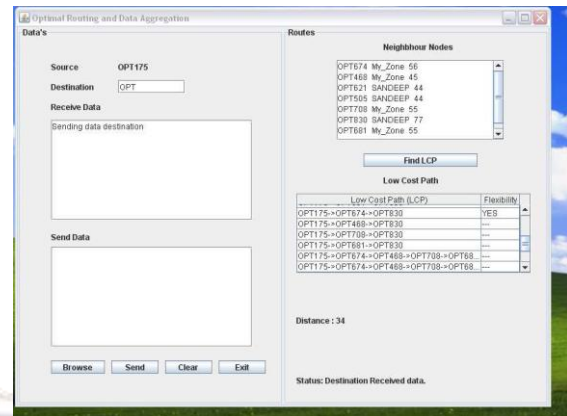 Optimal Routing and Data Aggregation
Data's
Source OPT175
Destination OPT
Receive Data
Sending data destination
Send Data
Browse Send Clear Exit
Routes
Neighbhour Nodes
OPT674 My_Zone 56
OPT468 My_Zone 45
OPT621 SANDEEP 44
OPT505 SANDEEP 44
OPT708 My_Zone 55
OPT830 SANDEEP 77
OPT681 My_Zone 55
Find LCP
Low Cost Path
Low Cost Path (LCP) Flexibility
OPT175->OPT674->OPT830 YES
OPT175->OPT468->OPT830 ---
OPT175->OPT708->OPT830 ---
OPT175->OPT681->OPT830 ---
OPT175->OPT674->OPT468->OPT708->OPT68... ---
OPT175->OPT674->OPT468->OPT708->OPT68... ---
Distance : 34
Status: Destination Received data.